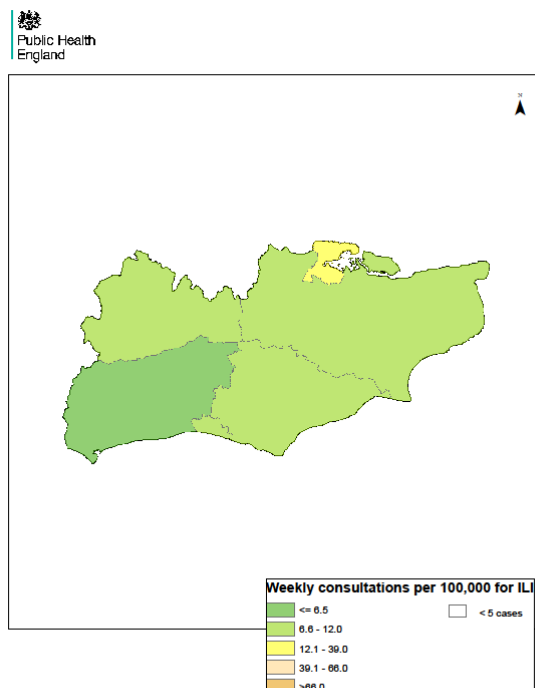 Public Health
England
N
Weekly consultations per 100,000 for ILI
<= 6.5
< 5 cases
6.6 - 12.0
12.1 - 39.0
39.1 - 66.0
>66.0